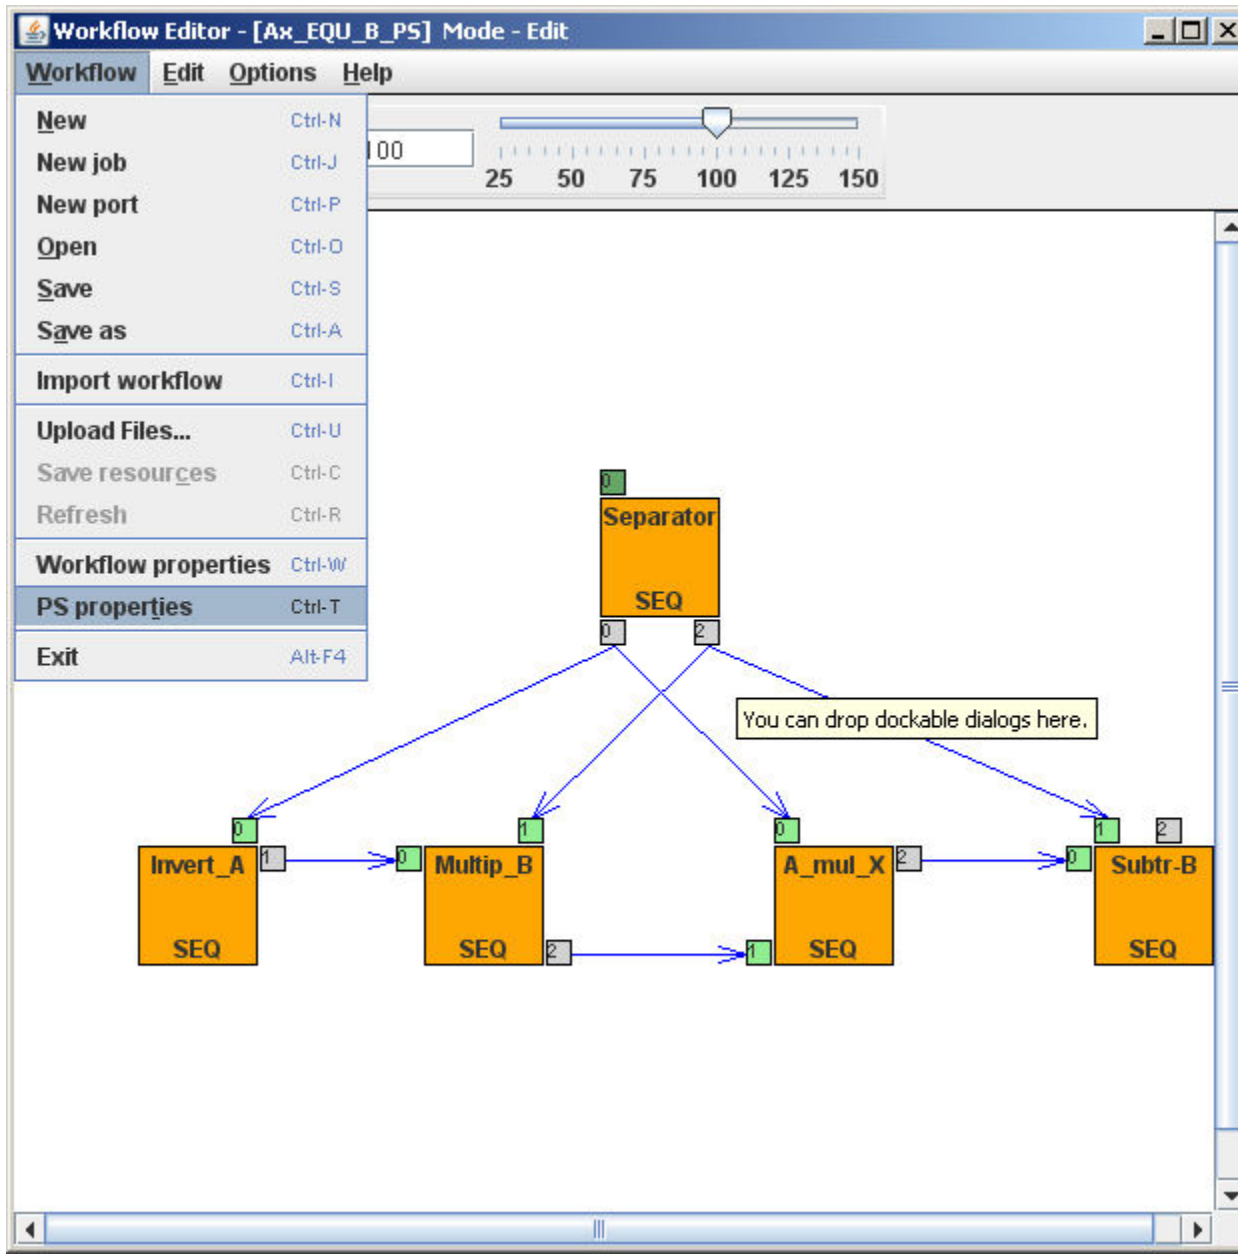 Workflow Editor - [Ax_EQU_B_PS] Mode - Edit
Workflow Edit Options Help
New Ctrl-N
New job Ctrl-J
New port Ctrl-P
Open Ctrl-O
Save Ctrl-S
Save as Ctrl-A
Import workflow Ctrl-I
Upload Files... Ctrl-U
Save resources Ctrl-C
Refresh Ctrl-R
Workflow properties Ctrl-W
PS properties Ctrl-T
Exit Alt-F4
100
25 50 75 100 125 150
0
Separator
SEQ
0 2
You can drop dockable dialogs here.
0 1 0 1 2
Invert_A 1 0 Multip_B A_mul_X 2 0 Subtr-B
SEQ SEQ 2 1 SEQ SEQ